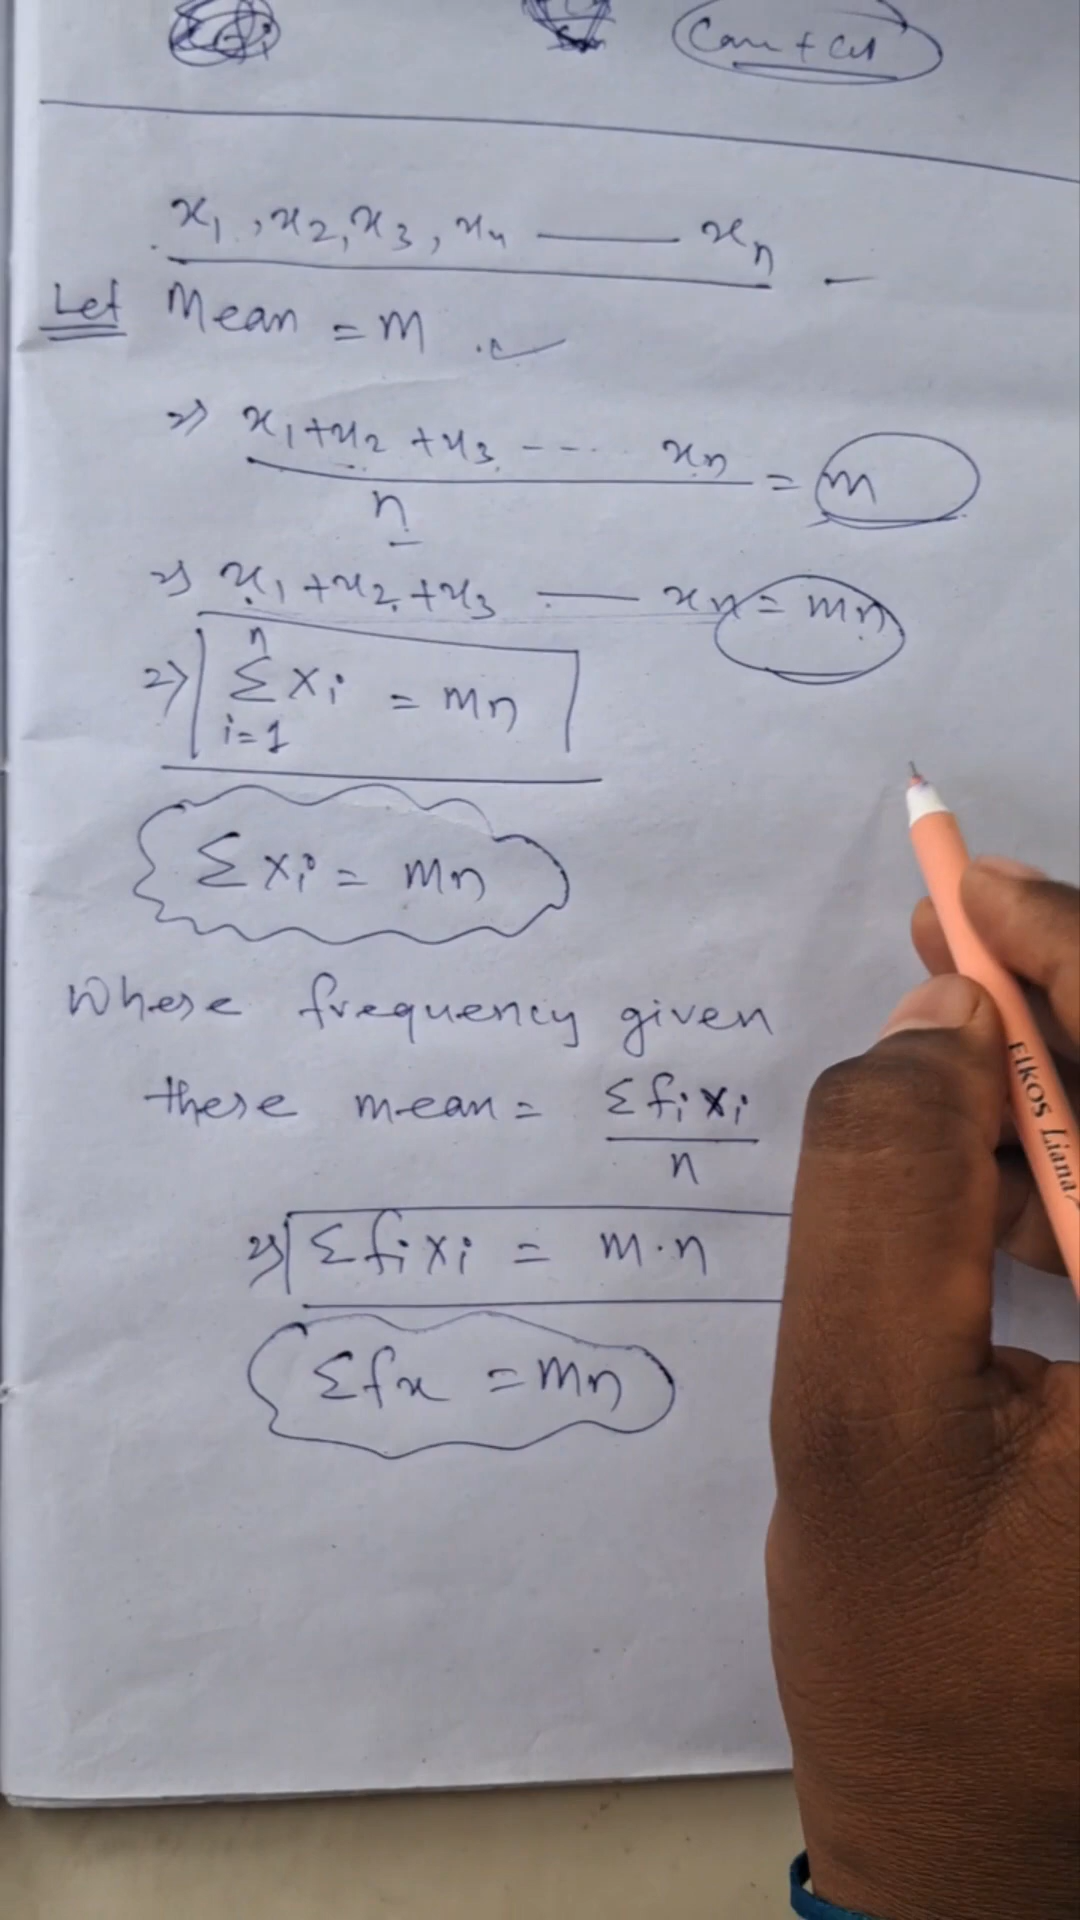 x₁, x₂, x₃, x₄ —— xₙ
Let Mean = m
=> x₁+x₂+x₃ ---- xₙ / n = m
=> x₁+x₂+x₃ —— xₙ = mn
=> n Σ i=1 xᵢ = mn
Σxᵢ = mn
Where frequency given
there mean = Σfᵢxᵢ / n
=> Σfᵢxᵢ = m·n
Σfx = mn
ElKOS Liana